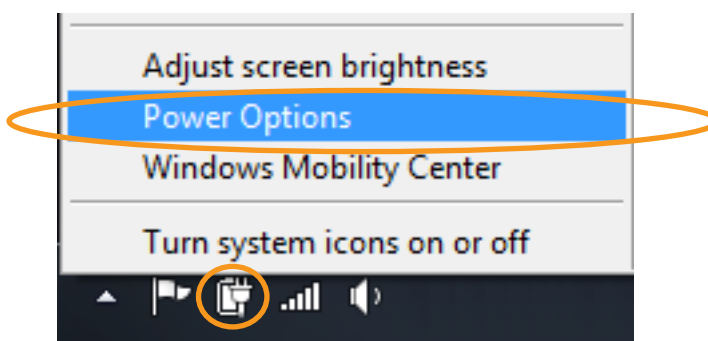 Adjust screen brightness
Power Options
Windows Mobility Center
Turn system icons on or off